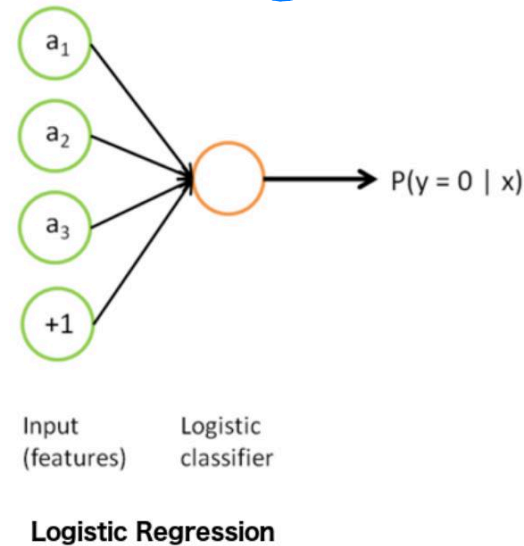 a₁
a₂
a₃
+1
P(y = 0 | x)
Input
(features)
Logistic
classifier
Logistic Regression